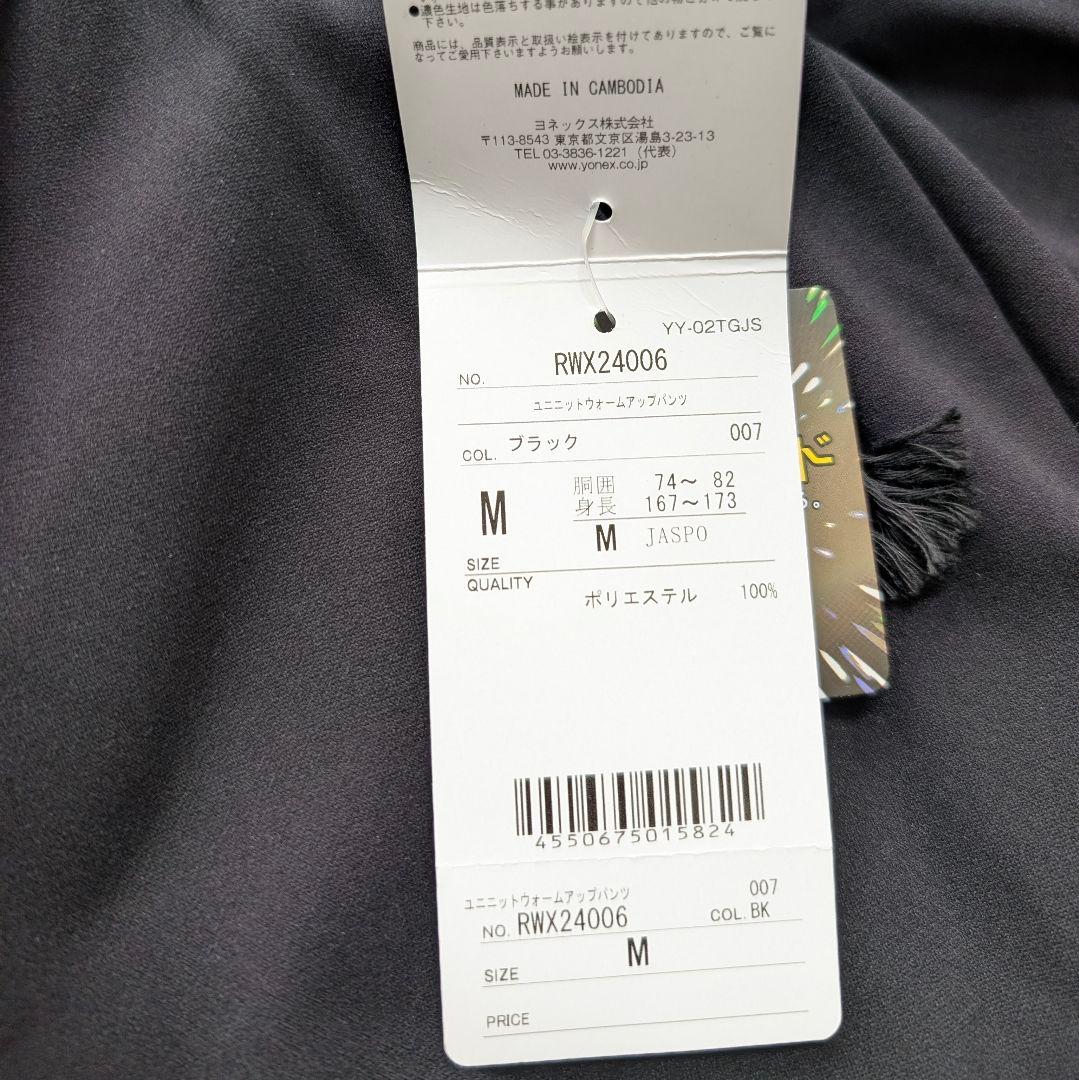 ●濃色生地は色落ちする事がありますので他の物と分けて洗
下さい。
商品には、品質表示と取扱い絵表示を付けてありますので、ご覧に
なってご愛用下さいますようお願いします。
MADE IN CAMBODIA
ヨネックス株式会社
〒113-8543 東京都文京区湯島3-23-13
TEL 03-3836-1221 (代表)
www.yonex.co.jp
YY-02TGJS
NO. RWX24006
ユニニットウォームアップパンツ
COL. ブラック 007
M 胴囲 74～ 82
身長 167～173
M JASPO
SIZE
QUALITY
ポリエステル 100%
4550675015824
ユニニットウォームアップパンツ 007
NO. RWX24006 COL. BK
SIZE M
PRICE